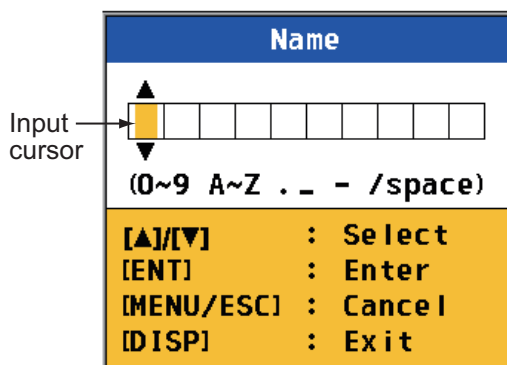 Name
Input
cursor
(0~9 A~Z . _ - /space)
[▲]/[▼] : Select
[ENT] : Enter
[MENU/ESC] : Cancel
[DISP] : Exit